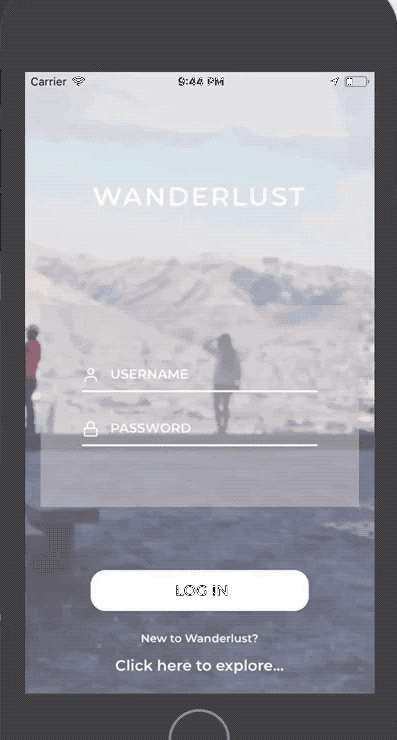 Carrier 9:44 PM
WANDERLUST
USERNAME
PASSWORD
LOG IN
New to Wanderlust?
Click here to explore...